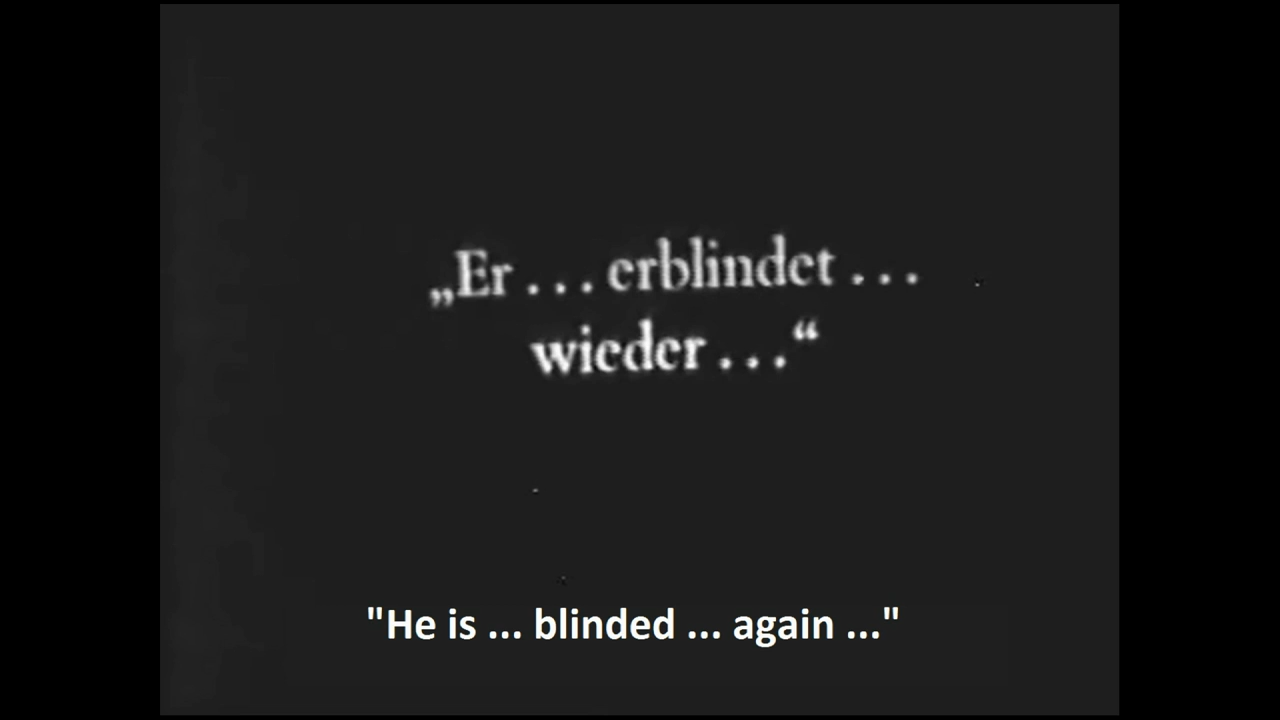 „Er . . . erblindet . . .
wieder . . .“
"He is ... blinded ... again ..."